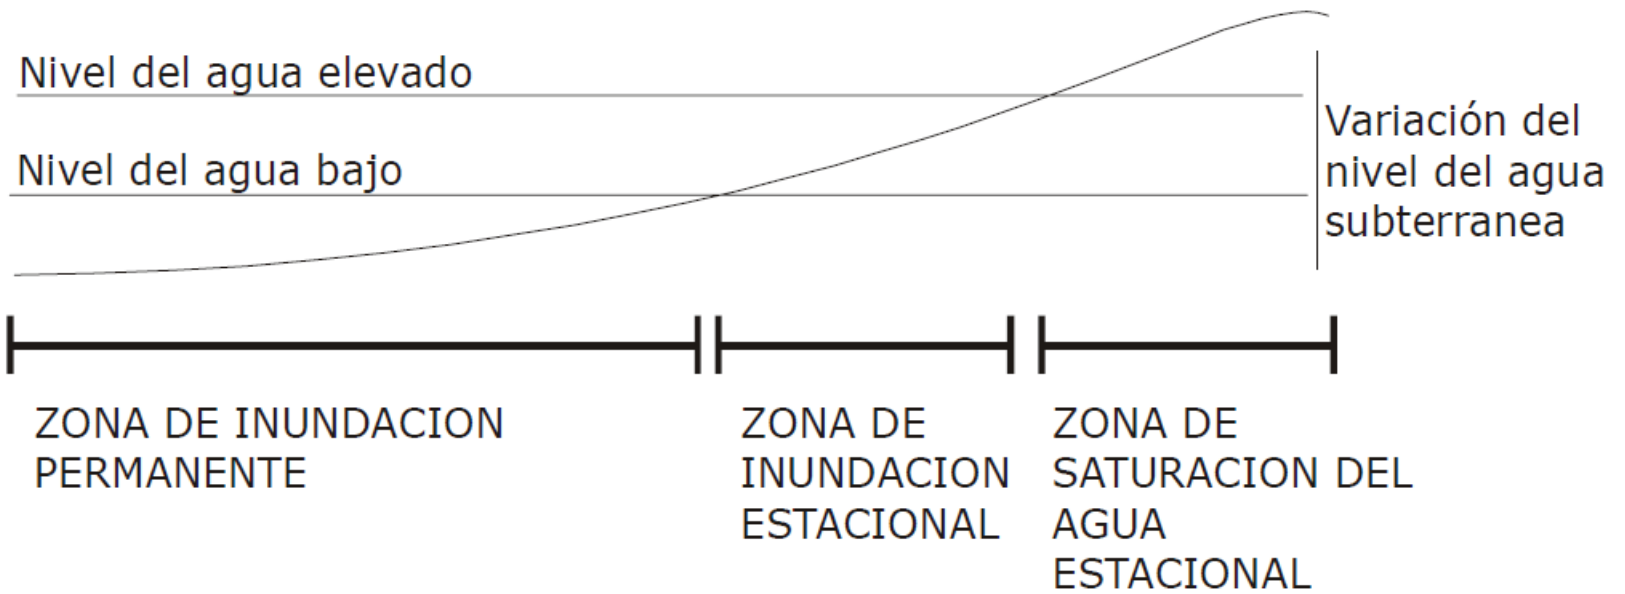 Nivel del agua elevado
Nivel del agua bajo
Variación del
nivel del agua
subterranea
ZONA DE INUNDACION
PERMANENTE
ZONA DE
INUNDACION
ESTACIONAL
ZONA DE
SATURACION DEL
AGUA
ESTACIONAL